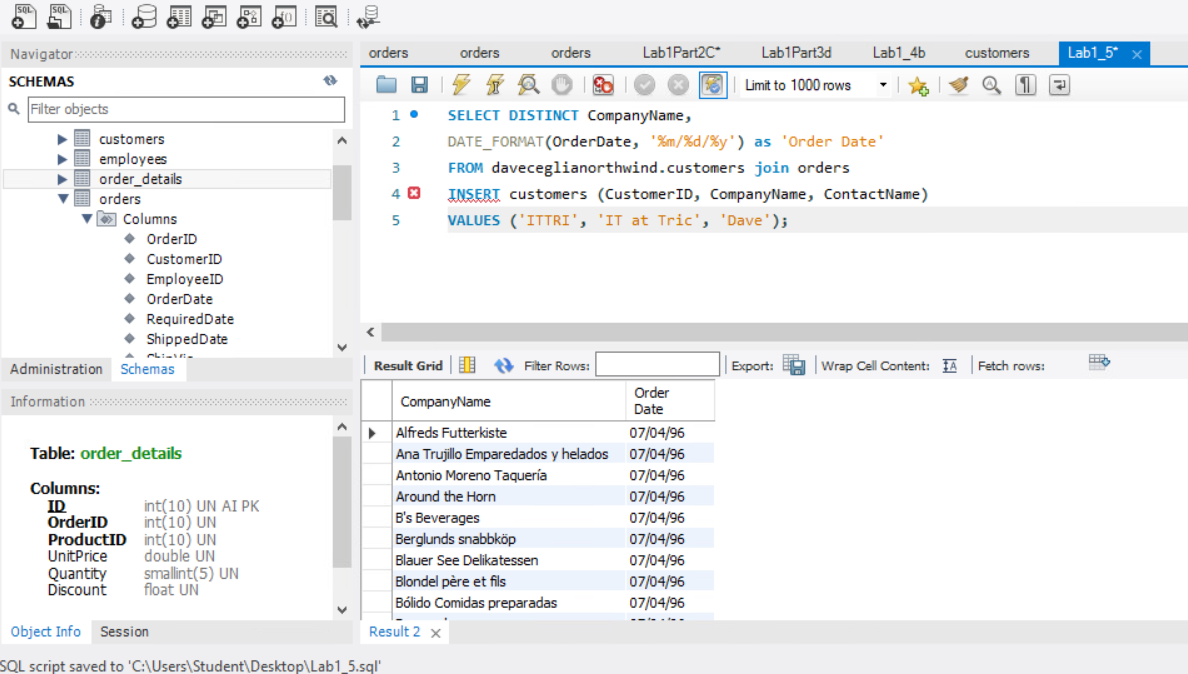 SQL
SQL
orders
orders
orders
Lab1Part2C*
Lab1Part3d
Lab1_4b
customers
Lab1_5*
Navigator
SCHEMAS
Filter objects
customers
employees
order_details
orders
Columns
OrderID
CustomerID
EmployeeID
OrderDate
RequiredDate
ShippedDate
Administration
Schemas
Limit to 1000 rows
1 SELECT DISTINCT CompanyName,
2 DATE_FORMAT(OrderDate, '%m/%d/%y') as 'Order Date'
3 FROM daveceglianorthwind.customers join orders
4 INSERT customers (CustomerID, CompanyName, ContactName)
5 VALUES ('ITTRI', 'IT at Tric', 'Dave');
Information
Table: order_details
Columns:
ID int(10) UN AI PK
OrderID int(10) UN
ProductID int(10) UN
UnitPrice double UN
Quantity smallint(5) UN
Discount float UN
Object Info
Session
Result Grid
Filter Rows:
Export:
Wrap Cell Content:
Fetch rows:
CompanyName
Order
Date
Alfreds Futterkiste 07/04/96
Ana Trujillo Emparedados y helados 07/04/96
Antonio Moreno Taquería 07/04/96
Around the Horn 07/04/96
B's Beverages 07/04/96
Berglunds snabbköp 07/04/96
Blauer See Delikatessen 07/04/96
Blondel père et fils 07/04/96
Bólido Comidas preparadas 07/04/96
Result 2
SQL script saved to 'C:\Users\Student\Desktop\Lab1_5.sql'